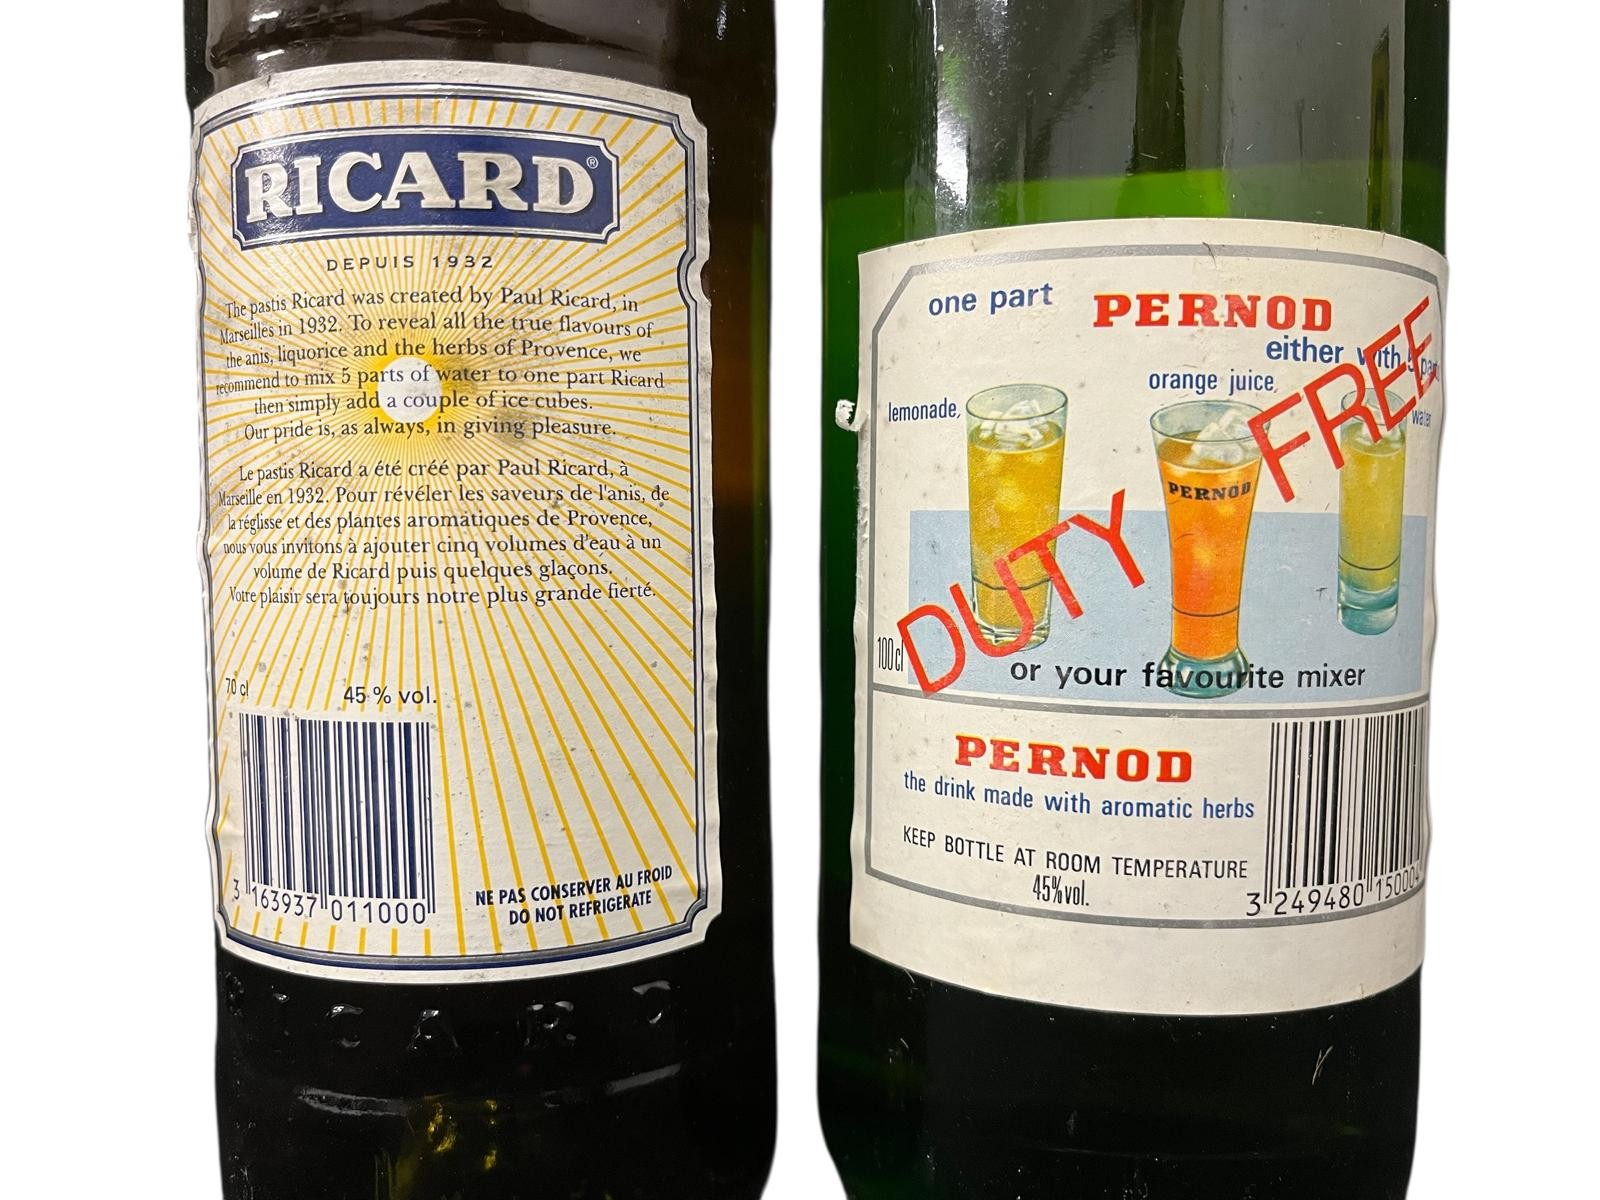 RICARD®
DEPUIS 1932
The pastis Ricard was created by Paul Ricard, in
Marseilles in 1932. To reveal all the true flavours of
the anis, liquorice and the herbs of Provence, we
recommend to mix 5 parts of water to one part Ricard
then simply add a couple of ice cubes.
Our pride is, as always, in giving pleasure.
Le pastis Ricard a été créé par Paul Ricard, à
Marseille en 1932. Pour révéler les saveurs de l'anis, de
la réglisse et des plantes aromatiques de Provence,
nous vous invitons à ajouter cinq volumes d'eau à un
volume de Ricard puis quelques glaçons.
Votre plaisir sera toujours notre plus grande fierté.
70 cl
45 % vol.
3 163937 011000
NE PAS CONSERVER AU FROID
DO NOT REFRIGERATE
RICARD
one part PERNOD
either with 5 part
lemonade,
orange juice,
water
PERNOD
DUTY FREE
100 cl
or your favourite mixer
PERNOD
the drink made with aromatic herbs
KEEP BOTTLE AT ROOM TEMPERATURE
45%vol.
3 249480 15000